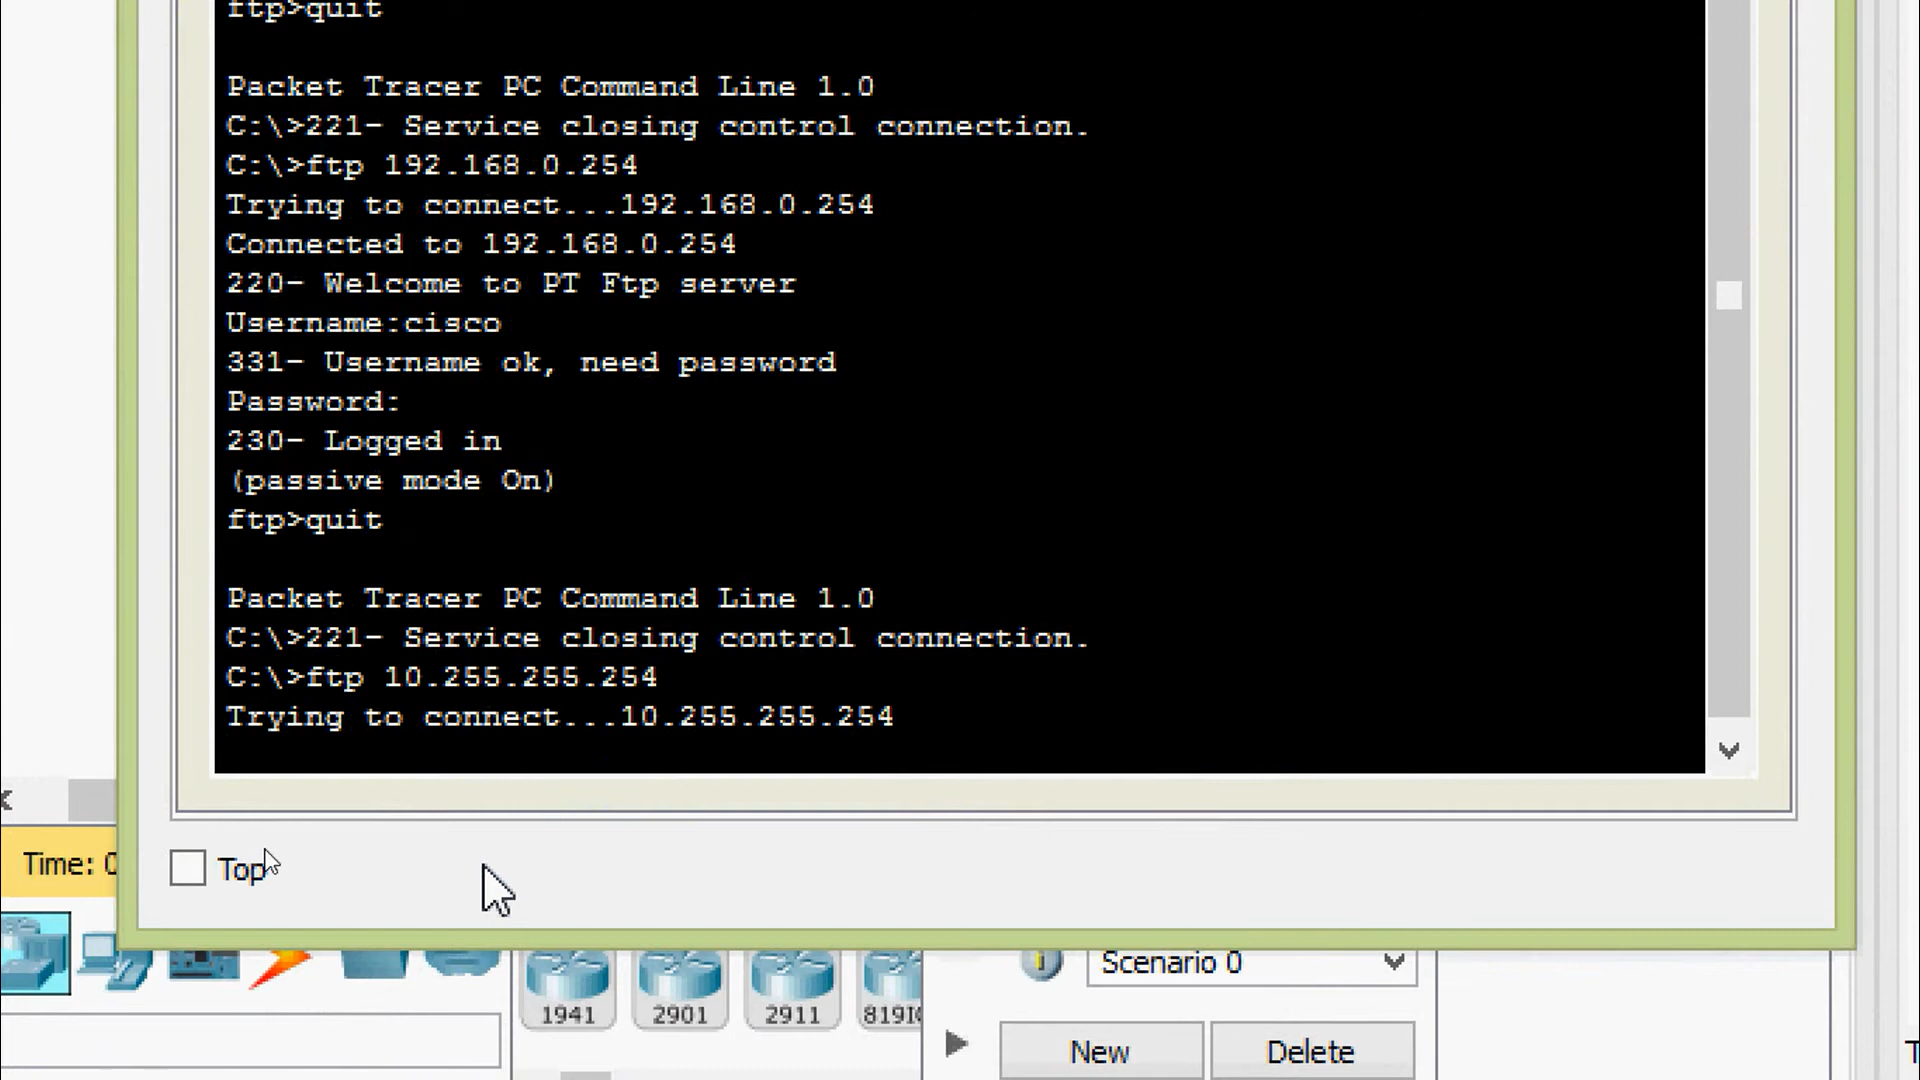 ftp>quit
Packet Tracer PC Command Line 1.0
C:\>221- Service closing control connection.
C:\>ftp 192.168.0.254
Trying to connect...192.168.0.254
Connected to 192.168.0.254
220- Welcome to PT Ftp server
Username:cisco
331- Username ok, need password
Password:
230- Logged in
(passive mode On)
ftp>quit
Packet Tracer PC Command Line 1.0
C:\>221- Service closing control connection.
C:\>ftp 10.255.255.254
Trying to connect...10.255.255.254
Time:
Top
Scenario 0
1941
2901
2911
New
Delete